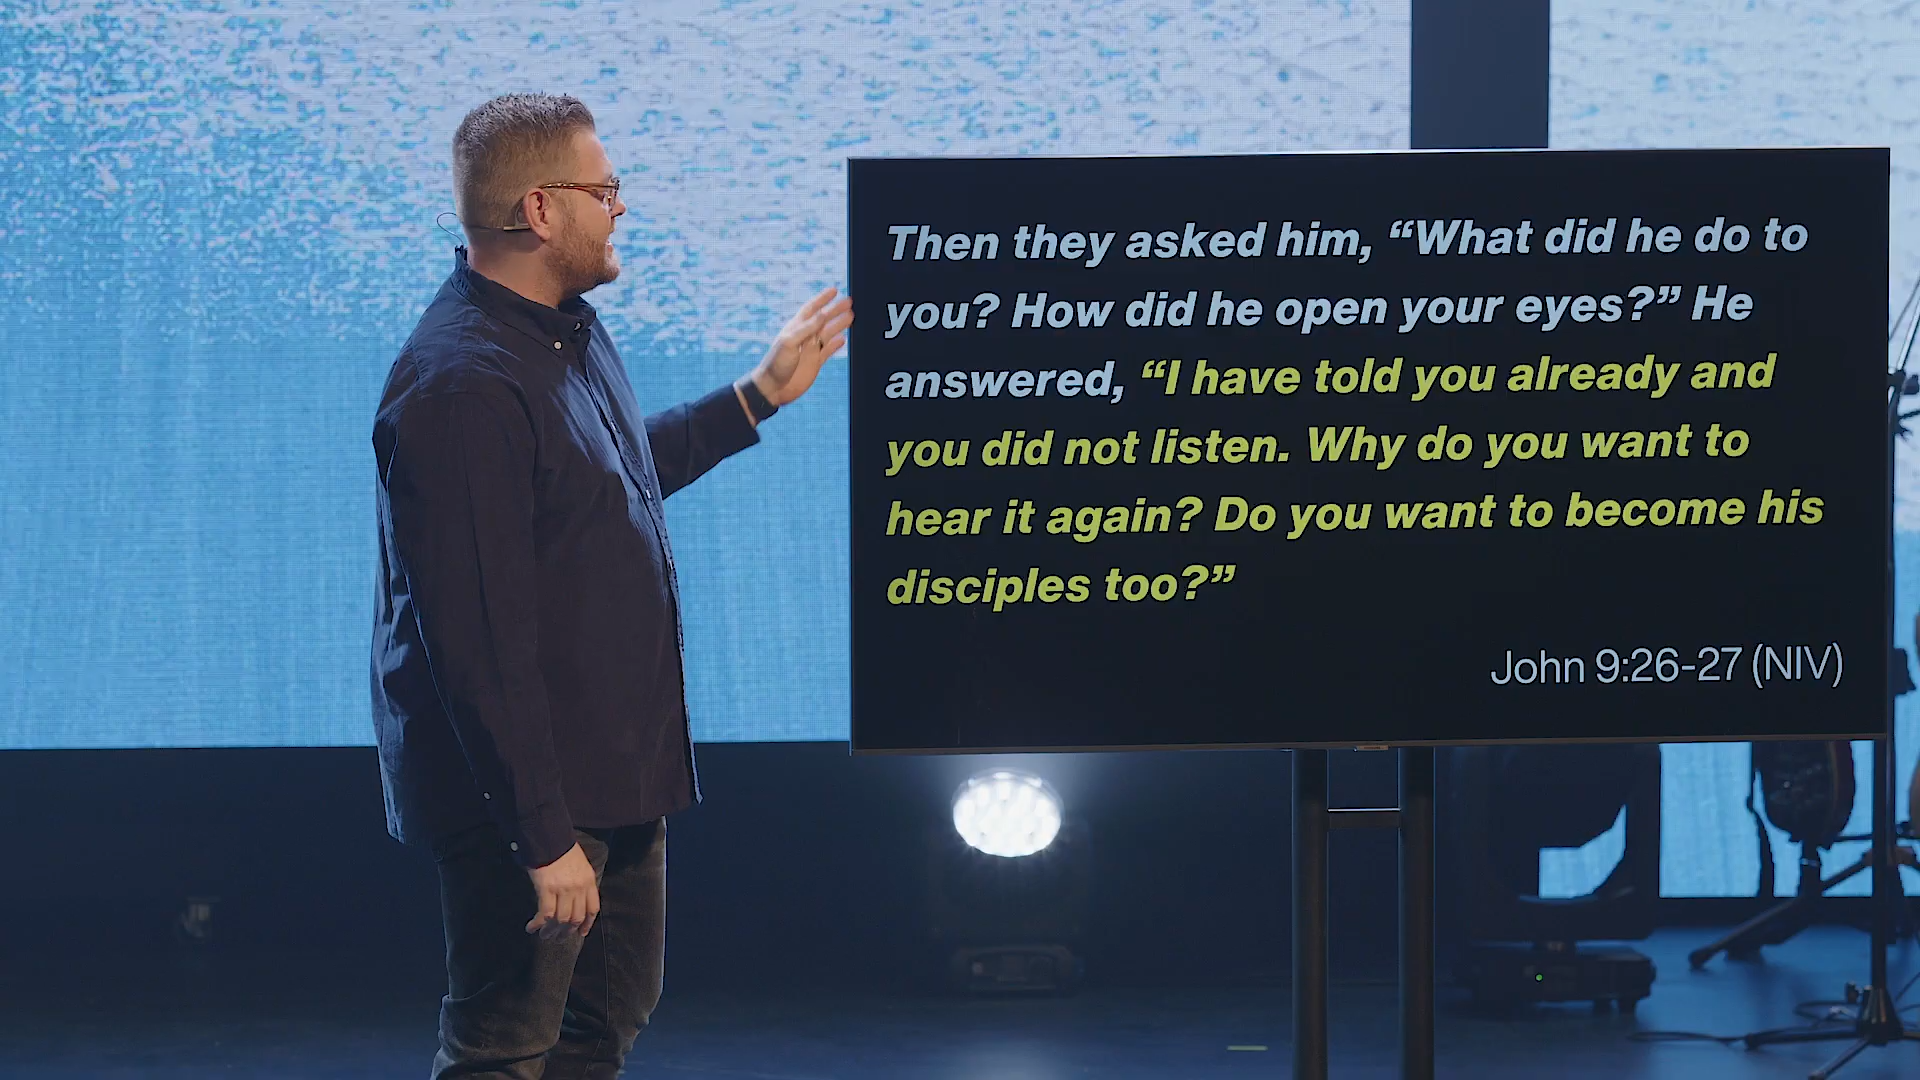 Then they asked him, “What did he do to
you? How did he open your eyes?” He
answered, “I have told you already and
you did not listen. Why do you want to
hear it again? Do you want to become his
disciples too?”
John 9:26-27 (NIV)